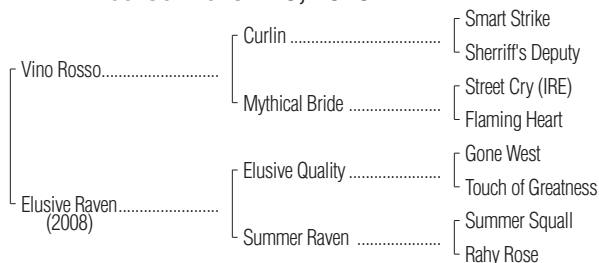 Smart Strike
Curlin ........................................
Sherriff's Deputy
Vino Rosso...............................
Street Cry (IRE)
Mythical Bride ........................
Flaming Heart
Gone West
Elusive Quality ........................
Touch of Greatness
Elusive Raven...........................
(2008)
Summer Squall
Summer Raven .....................
Rahy Rose